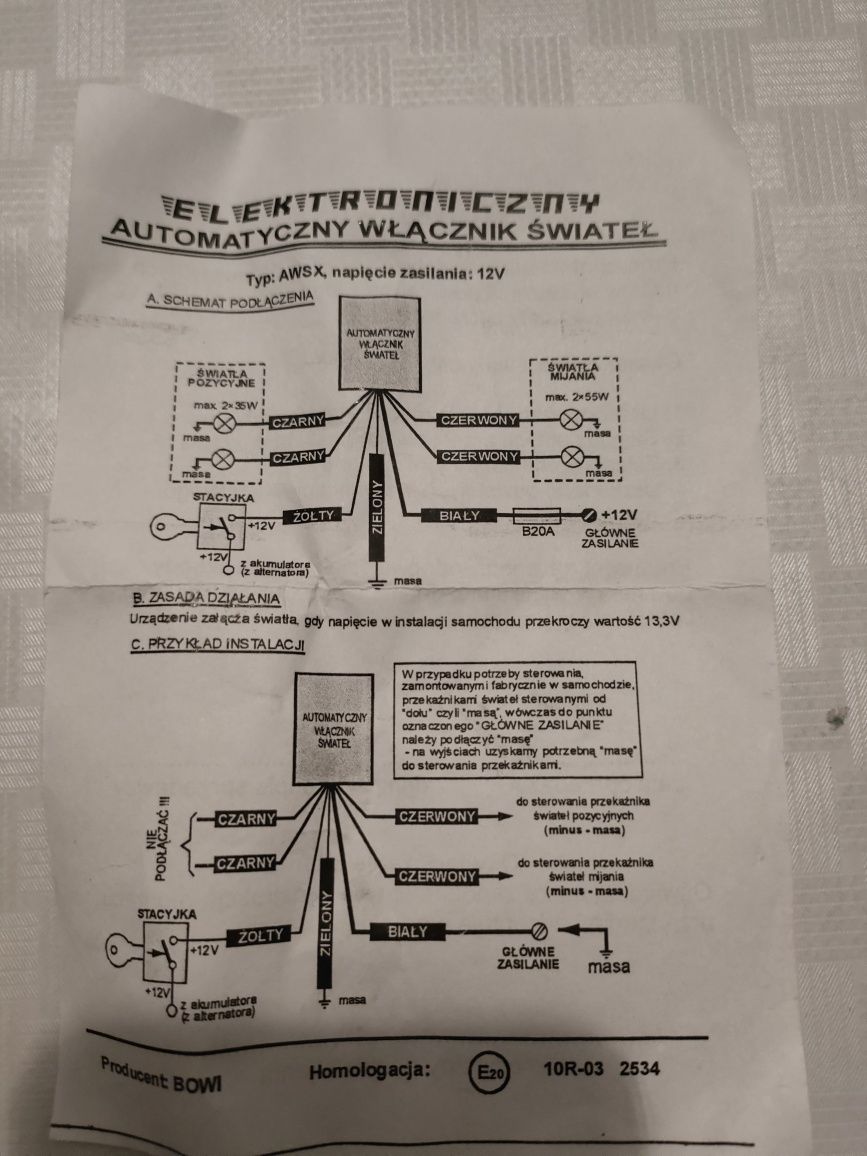 ELEKTRONICZNY
AUTOMATYCZNY WŁĄCZNIK ŚWIATEŁ
Typ: AWSX, napięcie zasilania: 12V
A. SCHEMAT PODŁĄCZENIA
AUTOMATYCZNY
WŁĄCZNIK
ŚWIATEŁ
ŚWIATŁA
POZYCYJNE
max. 2×35W
masa
masa
CZARNY
CZARNY
ŚWIATŁA
MIJANIA
max. 2×55W
masa
masa
CZERWONY
CZERWONY
STACYJKA
+12V
+12V
z akumulatora
(z alternatora)
ŻÓŁTY
ZIELONY
masa
BIAŁY
B20A
+12V
GŁÓWNE
ZASILANIE
B. ZASADA DZIAŁANIA
Urządzenie załącza światła, gdy napięcie w instalacji samochodu przekroczy wartość 13,3V
C. PRZYKŁAD INSTALACJI
W przypadku potrzeby sterowania,
zamontowanymi fabrycznie w samochodzie,
przekaźnikami świateł sterowanymi od
"dołu" czyli "masą", wówczas do punktu
oznaczonego "GŁÓWNE ZASILANIE"
należy podłączyć "masę"
- na wyjściach uzyskamy potrzebną "masę"
do sterowania przekaźnikami.
AUTOMATYCZNY
WŁĄCZNIK
ŚWIATEŁ
NIE
PODŁĄCZAĆ !!!
CZARNY
CZARNY
CZERWONY
do sterowania przekaźnika
świateł pozycyjnych
(minus - masa)
CZERWONY
do sterowania przekaźnika
świateł mijania
(minus - masa)
STACYJKA
+12V
+12V
z akumulatora
(z alternatora)
ŻÓŁTY
ZIELONY
masa
BIAŁY
GŁÓWNE
ZASILANIE
masa
Producent: BOWI
Homologacja:
E20
10R-03 2534